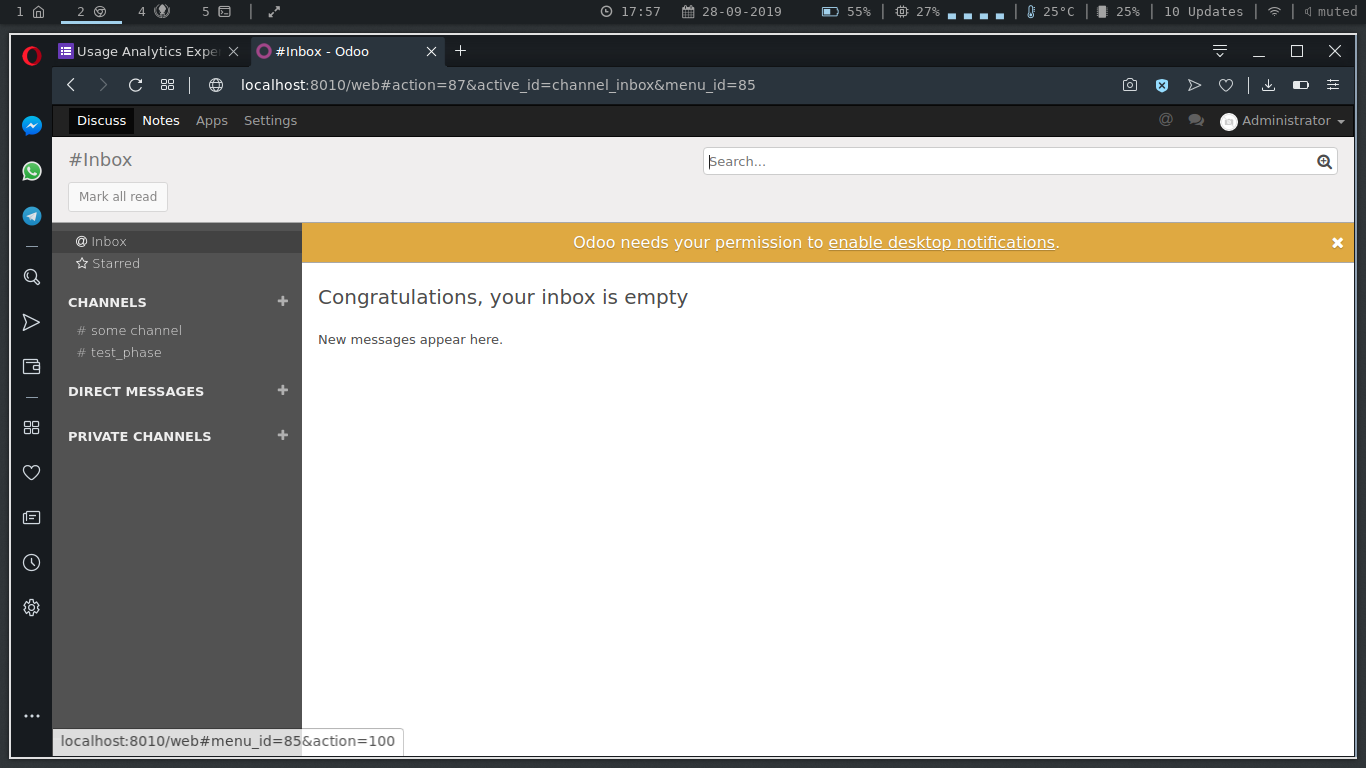 1 2 4 5 17:57 28-09-2019 55% 27% 25°C 25% 10 Updates muted
Usage Analytics Expe #Inbox - Odoo
localhost:8010/web#action=87&active_id=channel_inbox&menu_id=85
Discuss Notes Apps Settings @ Administrator
#Inbox
Search...
Mark all read
@ Inbox
Starred
Odoo needs your permission to enable desktop notifications.
CHANNELS
# some channel
# test_phase
DIRECT MESSAGES
PRIVATE CHANNELS
Congratulations, your inbox is empty
New messages appear here.
localhost:8010/web#menu_id=85&action=100